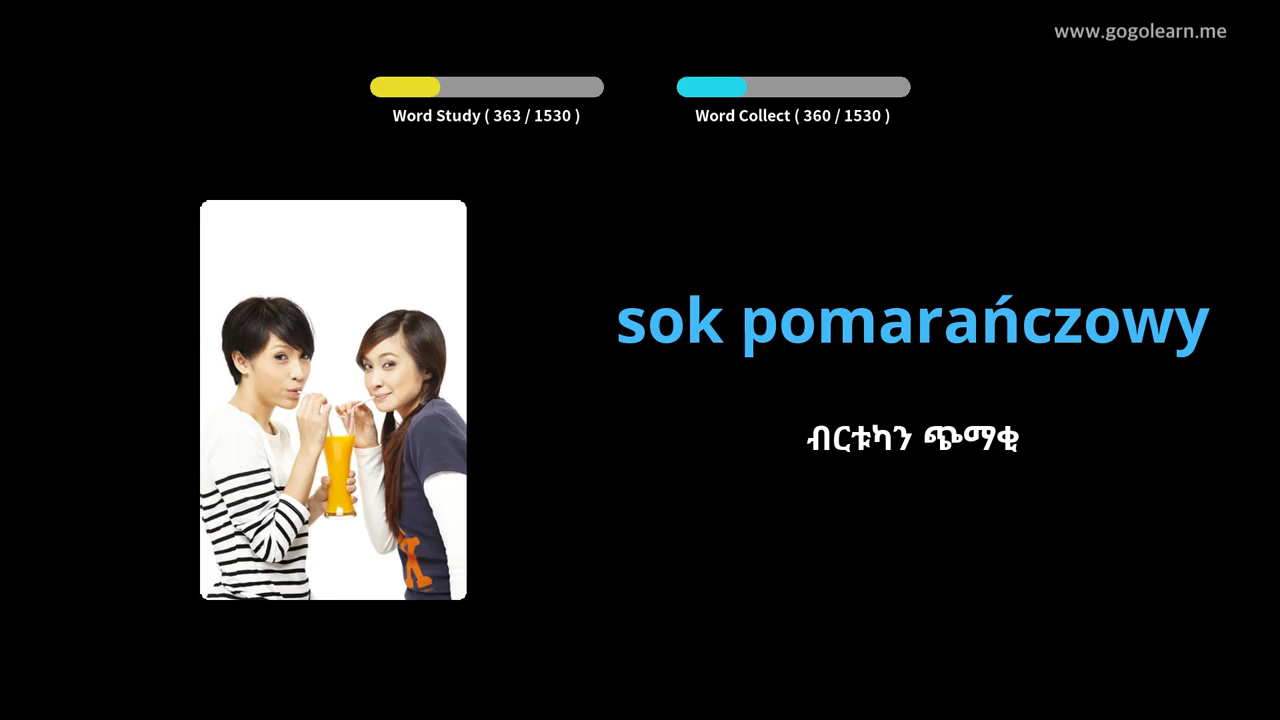 www.gogolearn.me
Word Study ( 363 / 1530 )
Word Collect ( 360 / 1530 )
sok pomarańczowy
ብርቱካን ጭማቂ